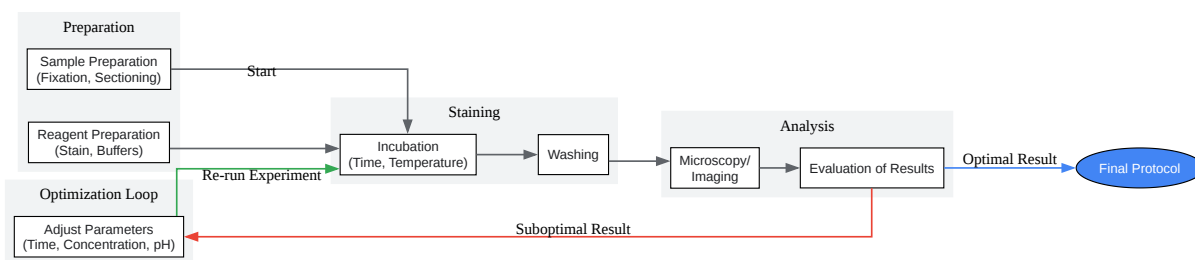 Preparation
Sample Preparation
(Fixation, Sectioning)
Start
Reagent Preparation
(Stain, Buffers)
Staining
Incubation
(Time, Temperature)
Washing
Analysis
Microscopy/
Imaging
Evaluation of Results
Optimal Result
Final Protocol
Re-run Experiment
Optimization Loop
Adjust Parameters
(Time, Concentration, pH)
Suboptimal Result